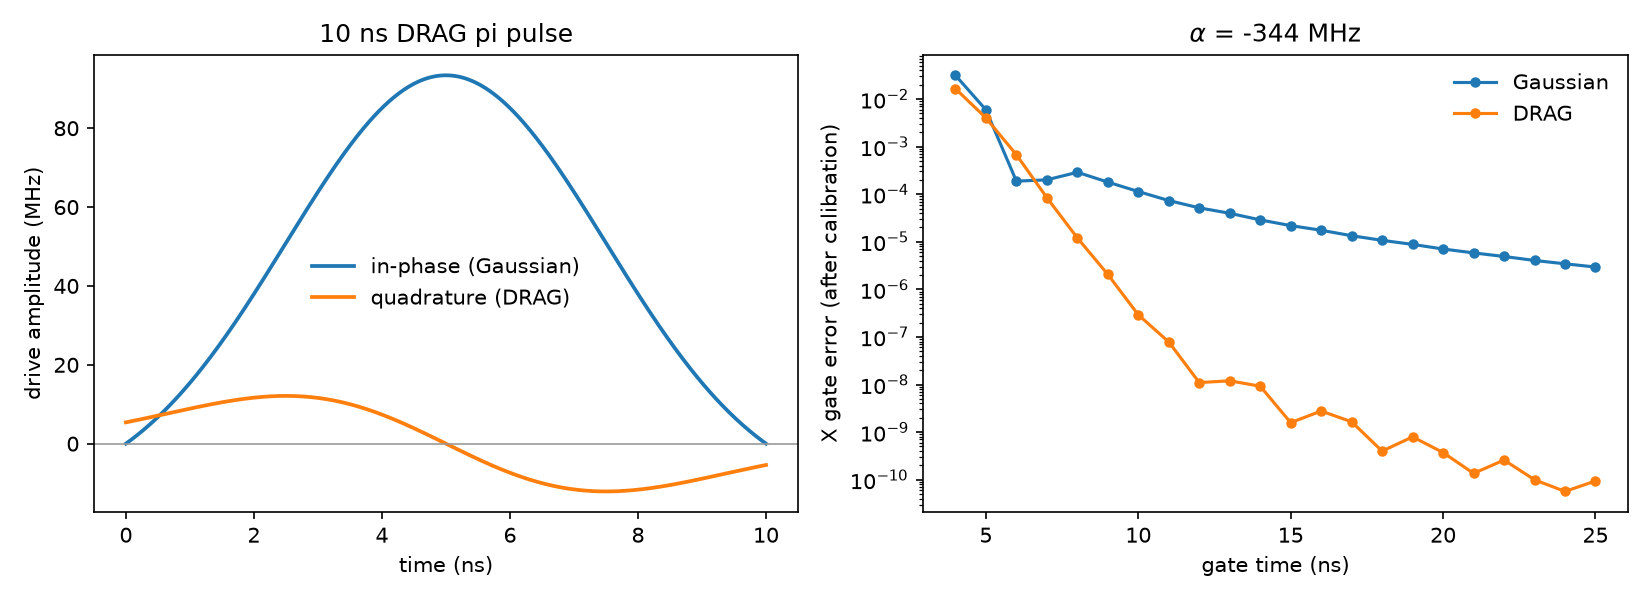 10 ns DRAG pi pulse
drive amplitude (MHz)
80
60
40
20
0
in-phase (Gaussian)
quadrature (DRAG)
0 2 4 6 8 10
time (ns)
α = -344 MHz
X gate error (after calibration)
10⁻²
10⁻³
10⁻⁴
10⁻⁵
10⁻⁶
10⁻⁷
10⁻⁸
10⁻⁹
10⁻¹⁰
Gaussian
DRAG
5 10 15 20 25
gate time (ns)